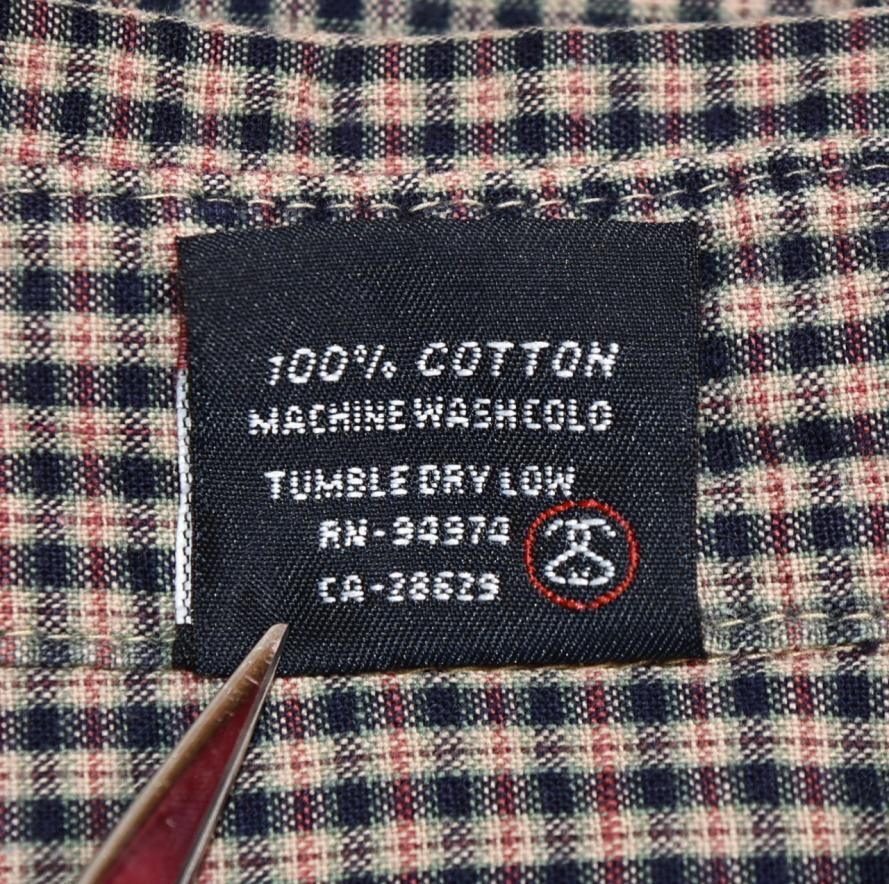 100% COTTON
MACHINE WASH COLD
TUMBLE DRY LOW
RN-94974
CA-28629